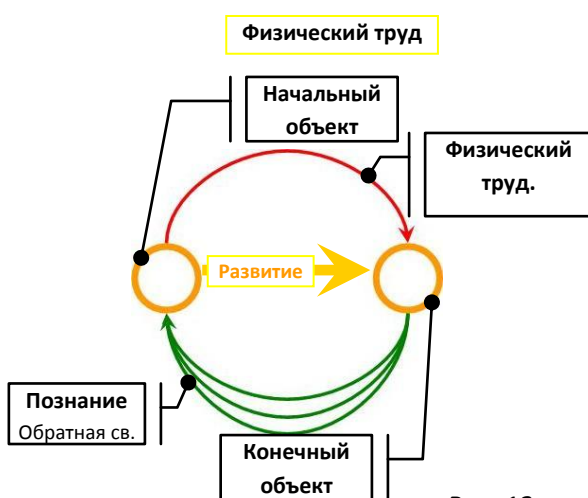 Физический труд
Начальный
объект
Физический
труд.
Развитие
Познание
Обратная св.
Конечный
объект